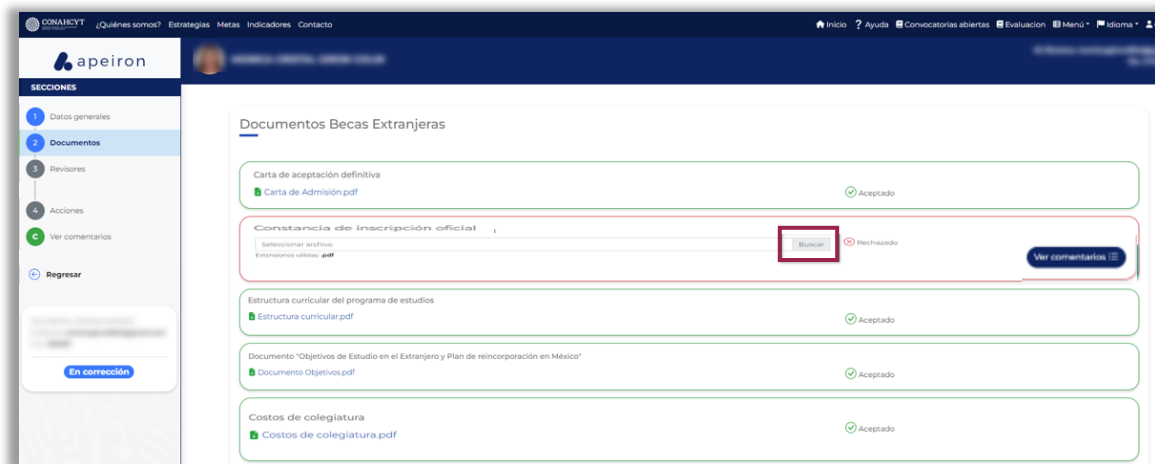 CONAHCYT ¿Quiénes somos? Estrategias Metas Indicadores Contacto
Inicio ? Ayuda Convocatorias abiertas Evaluacion Menú Idioma
apeiron
SECCIONES
1 Datos generales
2 Documentos
3 Revisores
4 Acciones
C Ver comentarios
Regresar
En corrección
Documentos Becas Extranjeras
Carta de aceptación definitiva
Carta de Admisión.pdf
Aceptado
Constancia de inscripción oficial
Seleccionar archivo
Buscar
Rechazado
Extensiones válidas: .pdf
Ver comentarios
Estructura curricular del programa de estudios
Estructura curricular.pdf
Aceptado
Documento "Objetivos de Estudio en el Extranjero y Plan de reincorporación en México"
Documento Objetivos.pdf
Aceptado
Costos de colegiatura
Costos de colegiatura.pdf
Aceptado